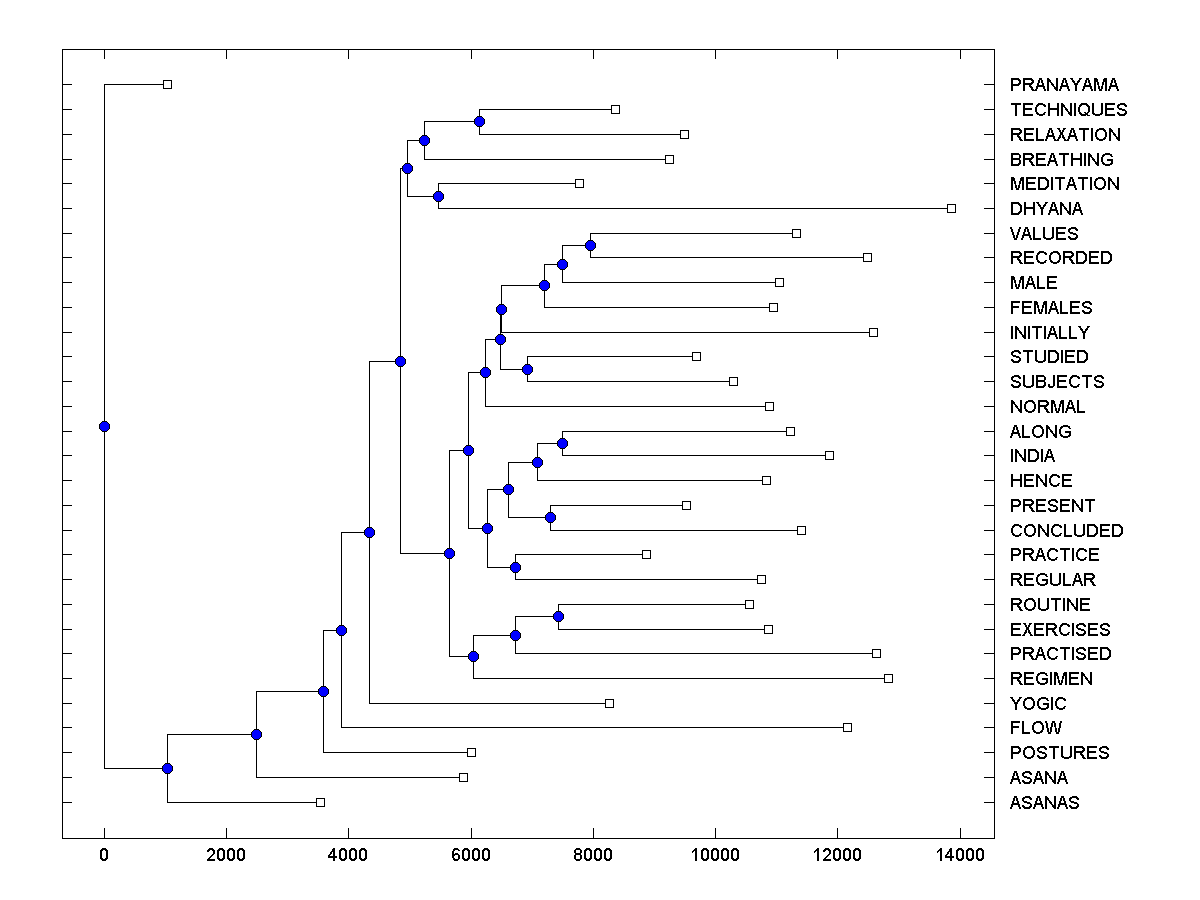 PRANAYAMA
TECHNIQUES
RELAXATION
BREATHING
MEDITATION
DHYANA
VALUES
RECORDED
MALE
FEMALES
INITIALLY
STUDIED
SUBJECTS
NORMAL
ALONG
INDIA
HENCE
PRESENT
CONCLUDED
PRACTICE
REGULAR
ROUTINE
EXERCISES
PRACTISED
REGIMEN
YOGIC
FLOW
POSTURES
ASANA
ASANAS
0 2000 4000 6000 8000 10000 12000 14000